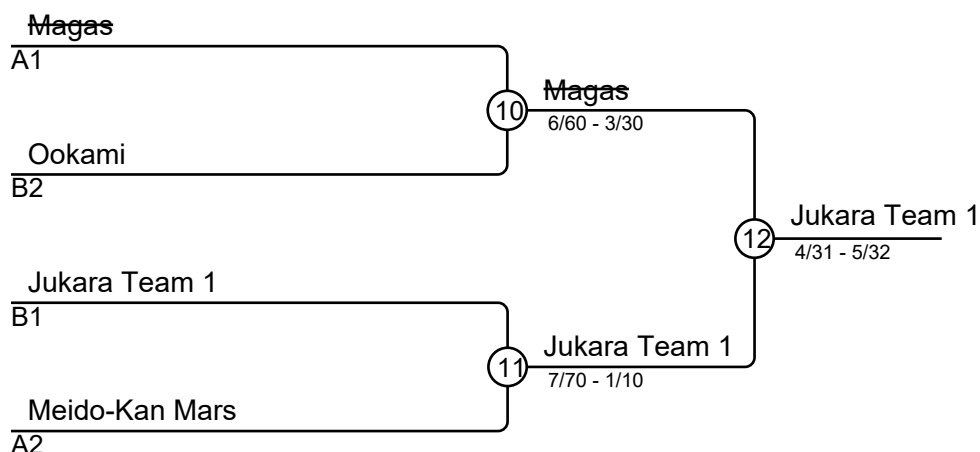 Magas
A1
10
Magas
6/60 - 3/30
Ookami
B2
Jukara Team 1
12
4/31 - 5/32
Jukara Team 1
B1
11
Jukara Team 1
7/70 - 1/10
Meido-Kan Mars
A2